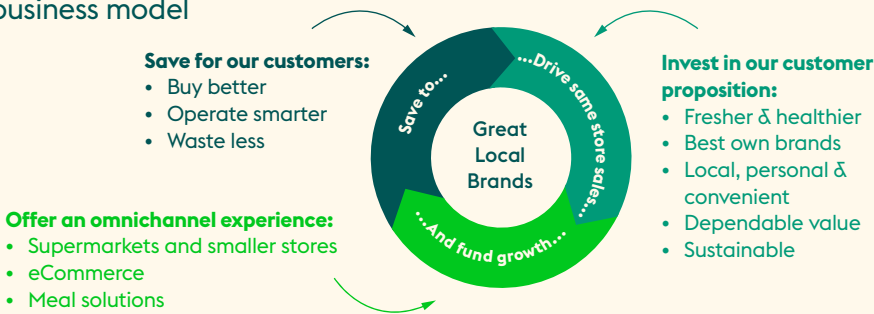 business model
Save for our customers:
• Buy better
• Operate smarter
• Waste less
Save to...
...Drive same store sales...
...And fund growth...
Great
Local
Brands
Invest in our customer
proposition:
• Fresher & healthier
• Best own brands
• Local, personal &
convenient
• Dependable value
• Sustainable
Offer an omnichannel experience:
• Supermarkets and smaller stores
• eCommerce
• Meal solutions